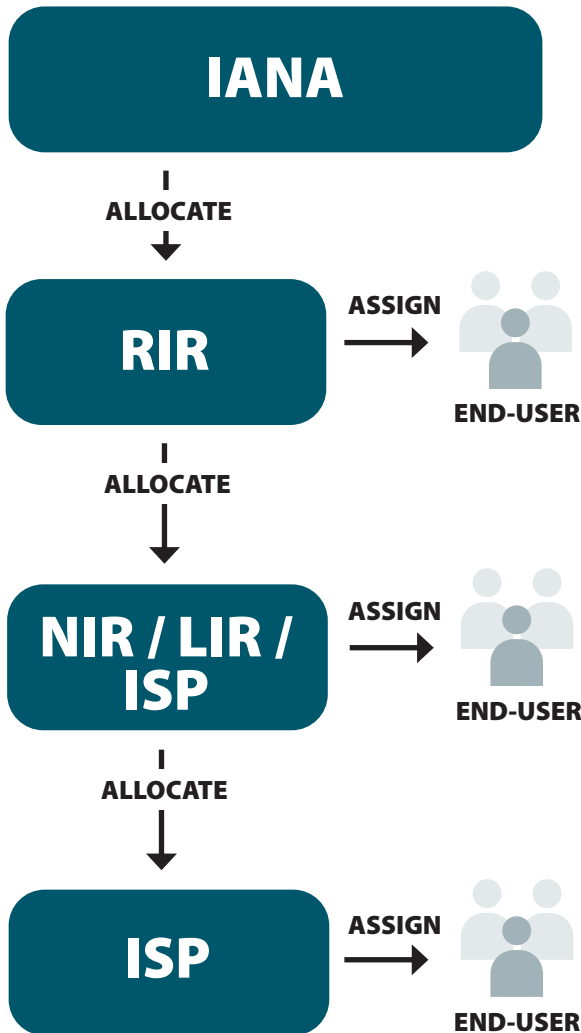 IANA
ALLOCATE
RIR
ASSIGN
END-USER
ALLOCATE
NIR / LIR /
ISP
ASSIGN
END-USER
ALLOCATE
ISP
ASSIGN
END-USER